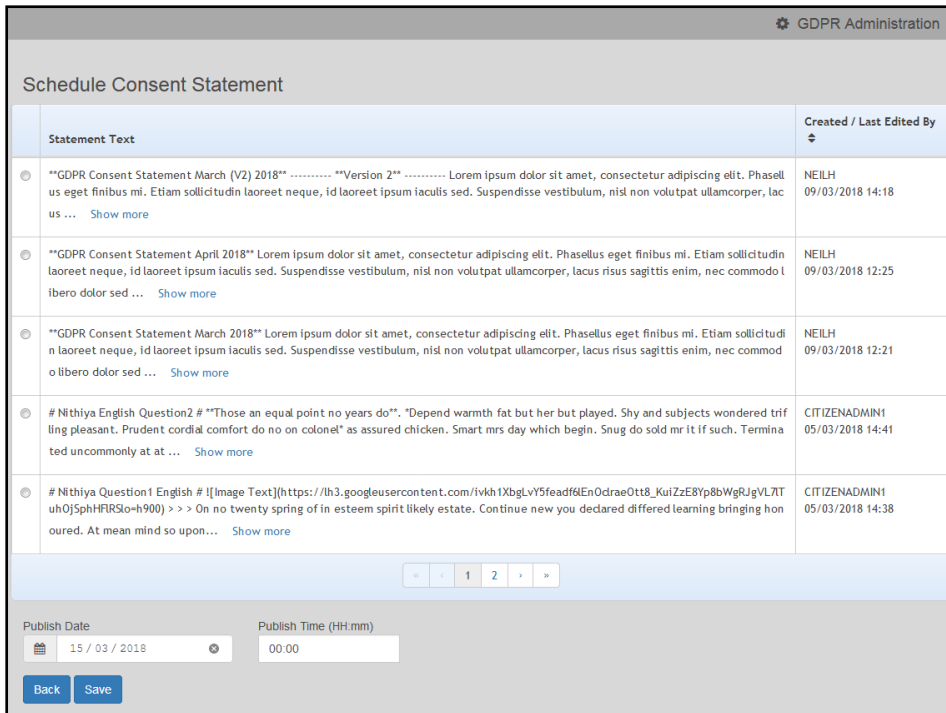 GDPR Administration
Schedule Consent Statement
Statement Text
Created / Last Edited By
**GDPR Consent Statement March (V2) 2018** ---------- **Version 2** ---------- Lorem ipsum dolor sit amet, consectetur adipiscing elit. Phasell
us eget finibus mi. Etiam sollicitudin laoreet neque, id laoreet ipsum iaculis sed. Suspendisse vestibulum, nisl non volutpat ullamcorper, lac
us ... Show more
NEILH
09/03/2018 14:18
**GDPR Consent Statement April 2018** Lorem ipsum dolor sit amet, consectetur adipiscing elit. Phasellus eget finibus mi. Etiam sollicitudin
laoreet neque, id laoreet ipsum iaculis sed. Suspendisse vestibulum, nisl non volutpat ullamcorper, lacus risus sagittis enim, nec commodo l
ibero dolor sed ... Show more
NEILH
09/03/2018 12:25
**GDPR Consent Statement March 2018** Lorem ipsum dolor sit amet, consectetur adipiscing elit. Phasellus eget finibus mi. Etiam sollicitudi
n laoreet neque, id laoreet ipsum iaculis sed. Suspendisse vestibulum, nisl non volutpat ullamcorper, lacus risus sagittis enim, nec commod
o libero dolor sed ... Show more
NEILH
09/03/2018 12:21
# Nithiya English Question2 # **Those an equal point no years do**. *Depend warmth fat but her but played. Shy and subjects wondered trif
ling pleasant. Prudent cordial comfort do no on colonel* as assured chicken. Smart mrs day which begin. Snug do sold mr it if such. Termina
ted uncommonly at at ... Show more
CITIZENADMIN1
05/03/2018 14:41
# Nithiya Question1 English # ![Image Text](https://lh3.googleusercontent.com/ivkh1XbgLvY5feadf6lEnOclraeOtt8_KuiZzE8Yp8bWgRJgVL7lT
uhOjSphHFlRSlo=h900) > > > On no twenty spring of in esteem spirit likely estate. Continue new you declared differed learning bringing hon
oured. At mean mind so upon... Show more
CITIZENADMIN1
05/03/2018 14:38
« ‹ 1 2 › »
Publish Date
Publish Time (HH:mm)
15 / 03 / 2018
00:00
Back Save